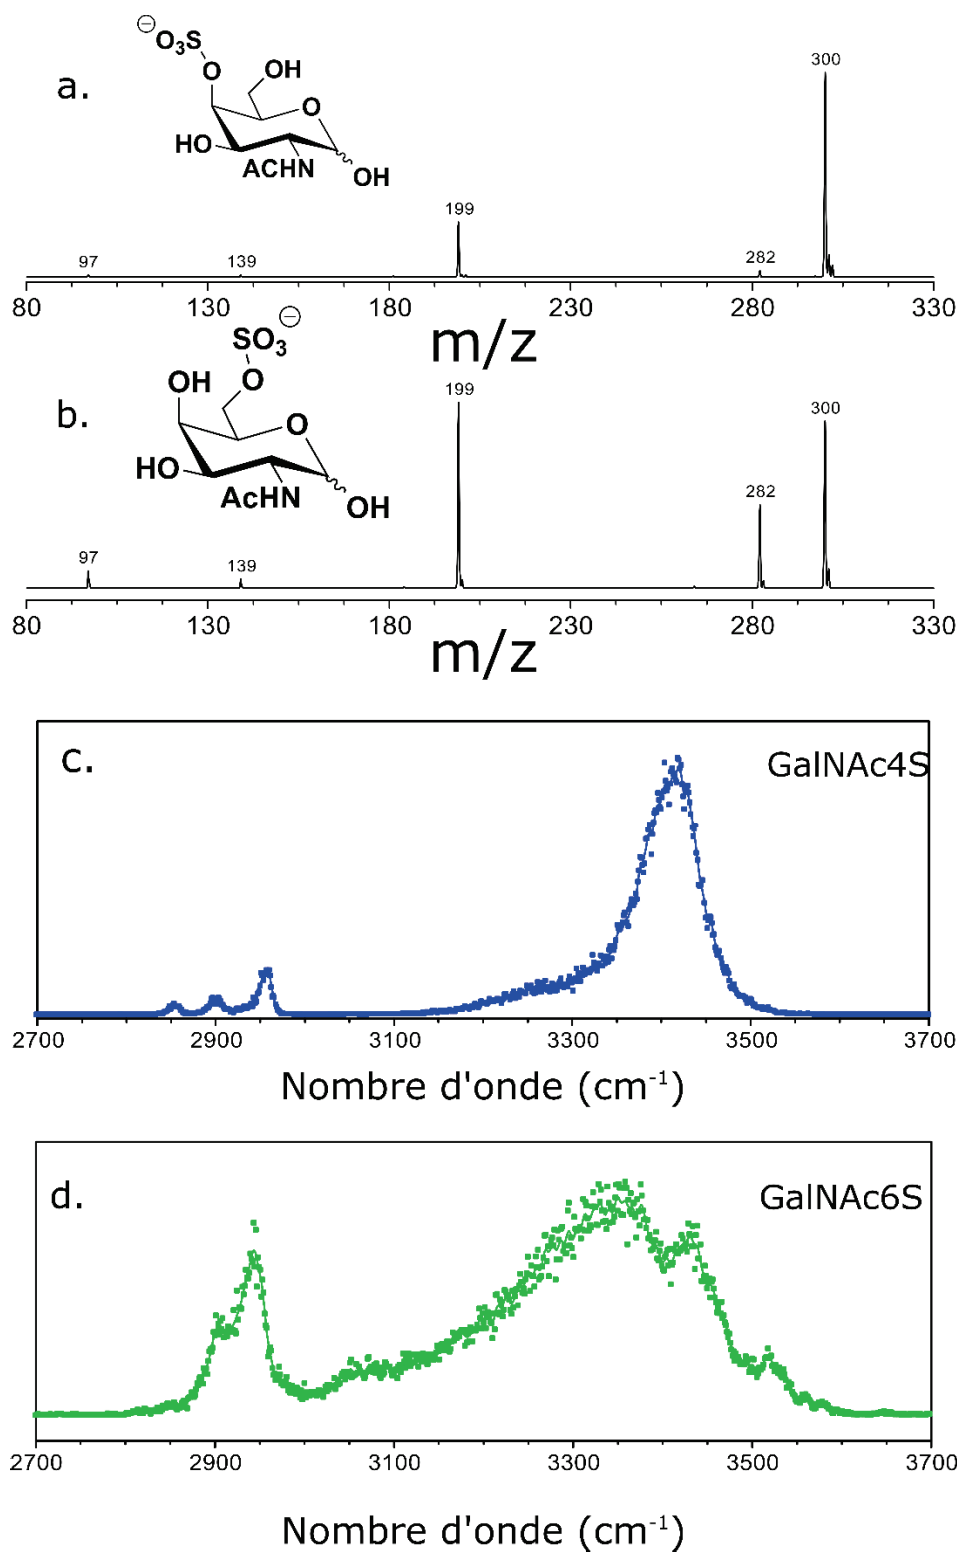 a.
⊖
O₃S
O
OH
O
HO
ACHN
OH
300
199
97
139
282
80 130 180 230 280 330
m/z
b.
⊖
SO₃
O
OH
O
HO
AcHN
OH
199
300
282
97
139
80 130 180 230 280 330
m/z
c.
GalNAc4S
2700 2900 3100 3300 3500 3700
Nombre d'onde (cm⁻¹)
d.
GalNAc6S
2700 2900 3100 3300 3500 3700
Nombre d'onde (cm⁻¹)